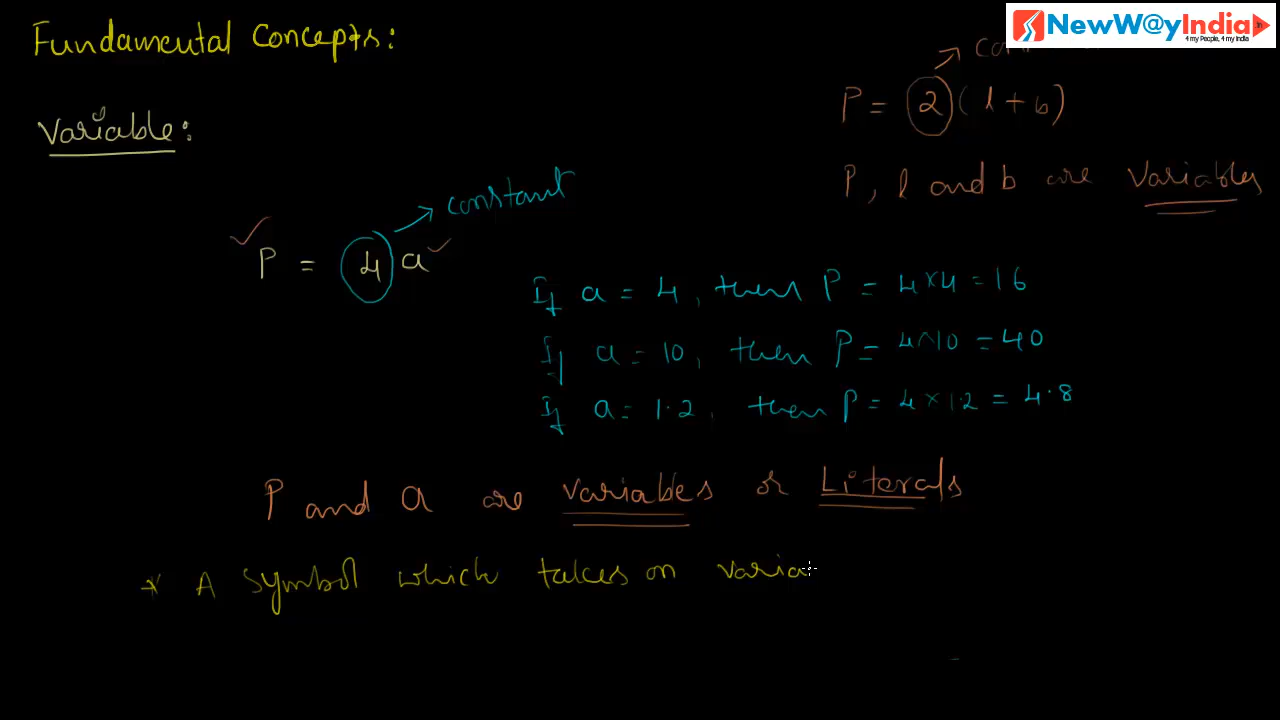 Fundamental Concepts:
NewW@yIndia
4 my People, 4 my India
P = 2 ( l + b )
Variable:
P, l and b are Variables
constant
P = 4 a
If a = 4, then P = 4×4 = 16
If a = 10, then P = 4×10 = 40
If a = 1.2, then P = 4 × 1.2 = 4.8
P and a are variables or Literals
* A symbol which takes on varia